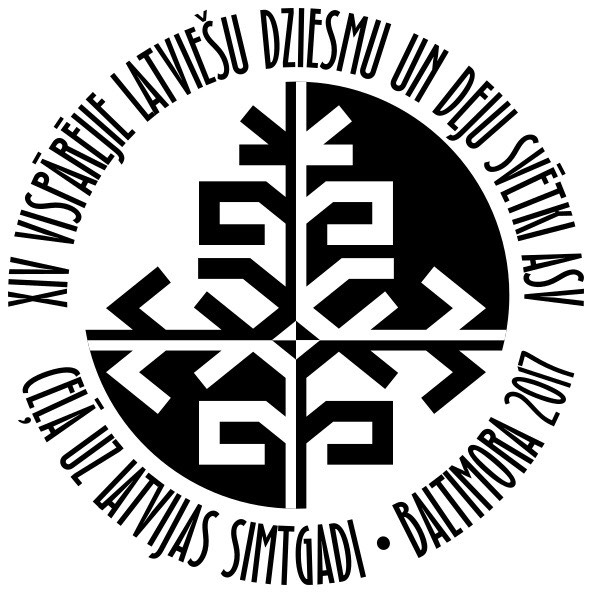 XIV VISPĀRĒJIE LATVIEŠU DZIESMU UN DEJU SVĒTKI ASV
CEĻĀ UZ LATVIJAS SIMTGADI • BALTIMORA 2017